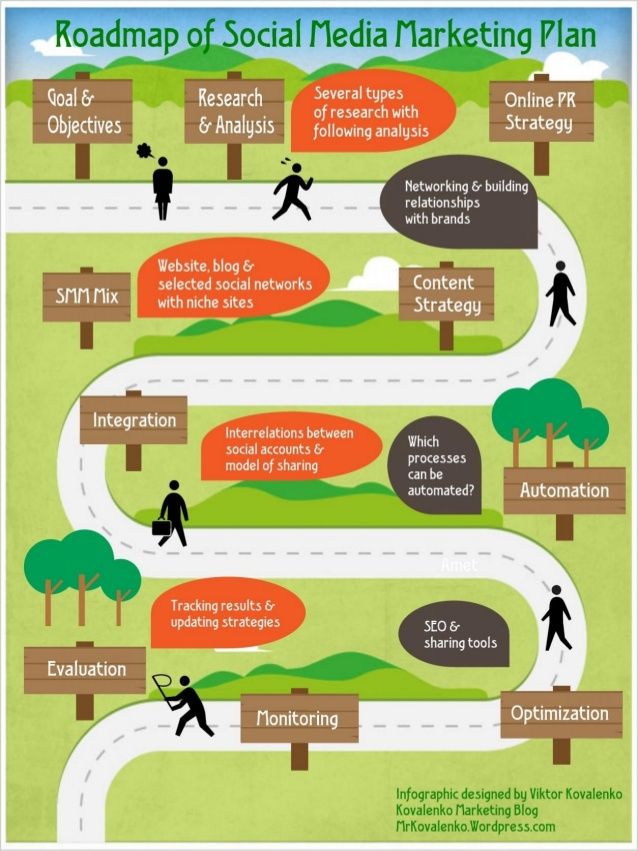 Roadmap of Social Media Marketing Plan
Goal &
Objectives
Research
& Analysis
Several types
of research with
following analysis
Online PR
Strategy
Networking & building
relationships
with brands
Website, blog &
selected social networks
with niche sites
SMM Mix
Content
Strategy
Integration
Interrelations between
social accounts &
model of sharing
Which
processes
can be
automated?
Automation
Amet
Tracking results &
updating strategies
SEO &
sharing tools
Evaluation
Monitoring
Optimization
Infographic designed by Viktor Kovalenko
Kovalenko Marketing Blog
MrKovalenko.Wordpress.com